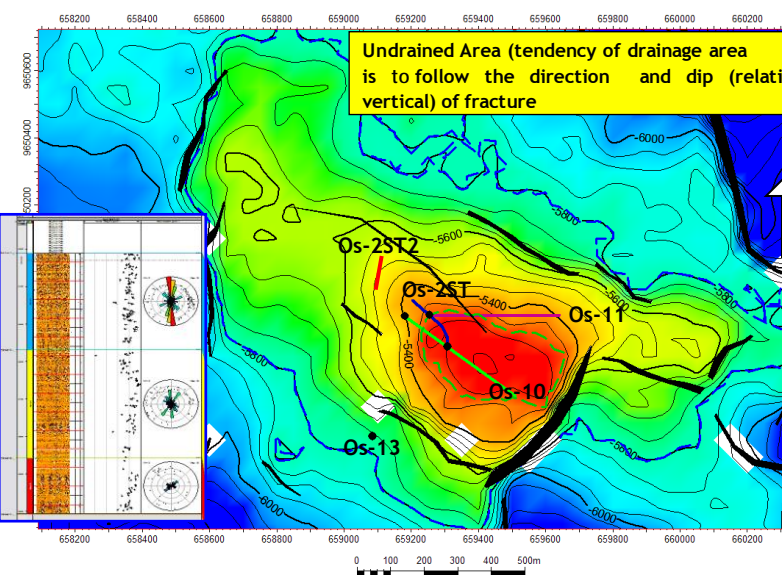 658200 658400 658600 658800 659000 659200 659400 659600 659800 660000 660200
Undrained Area (tendency of drainage area
is to follow the direction and dip (relati
vertical) of fracture
9650600
9650400
50200
-6000
-5800
-5600
Os-2ST2
Os-2ST
-5400
-5600
-5800
Os-11
-5400
-5800
Os-10
Os-13
-5800
-6000
-6000
658200 658400 658600 658800 659000 659200 659400 659600 659800 660000 660200
0 100 200 300 400 500m